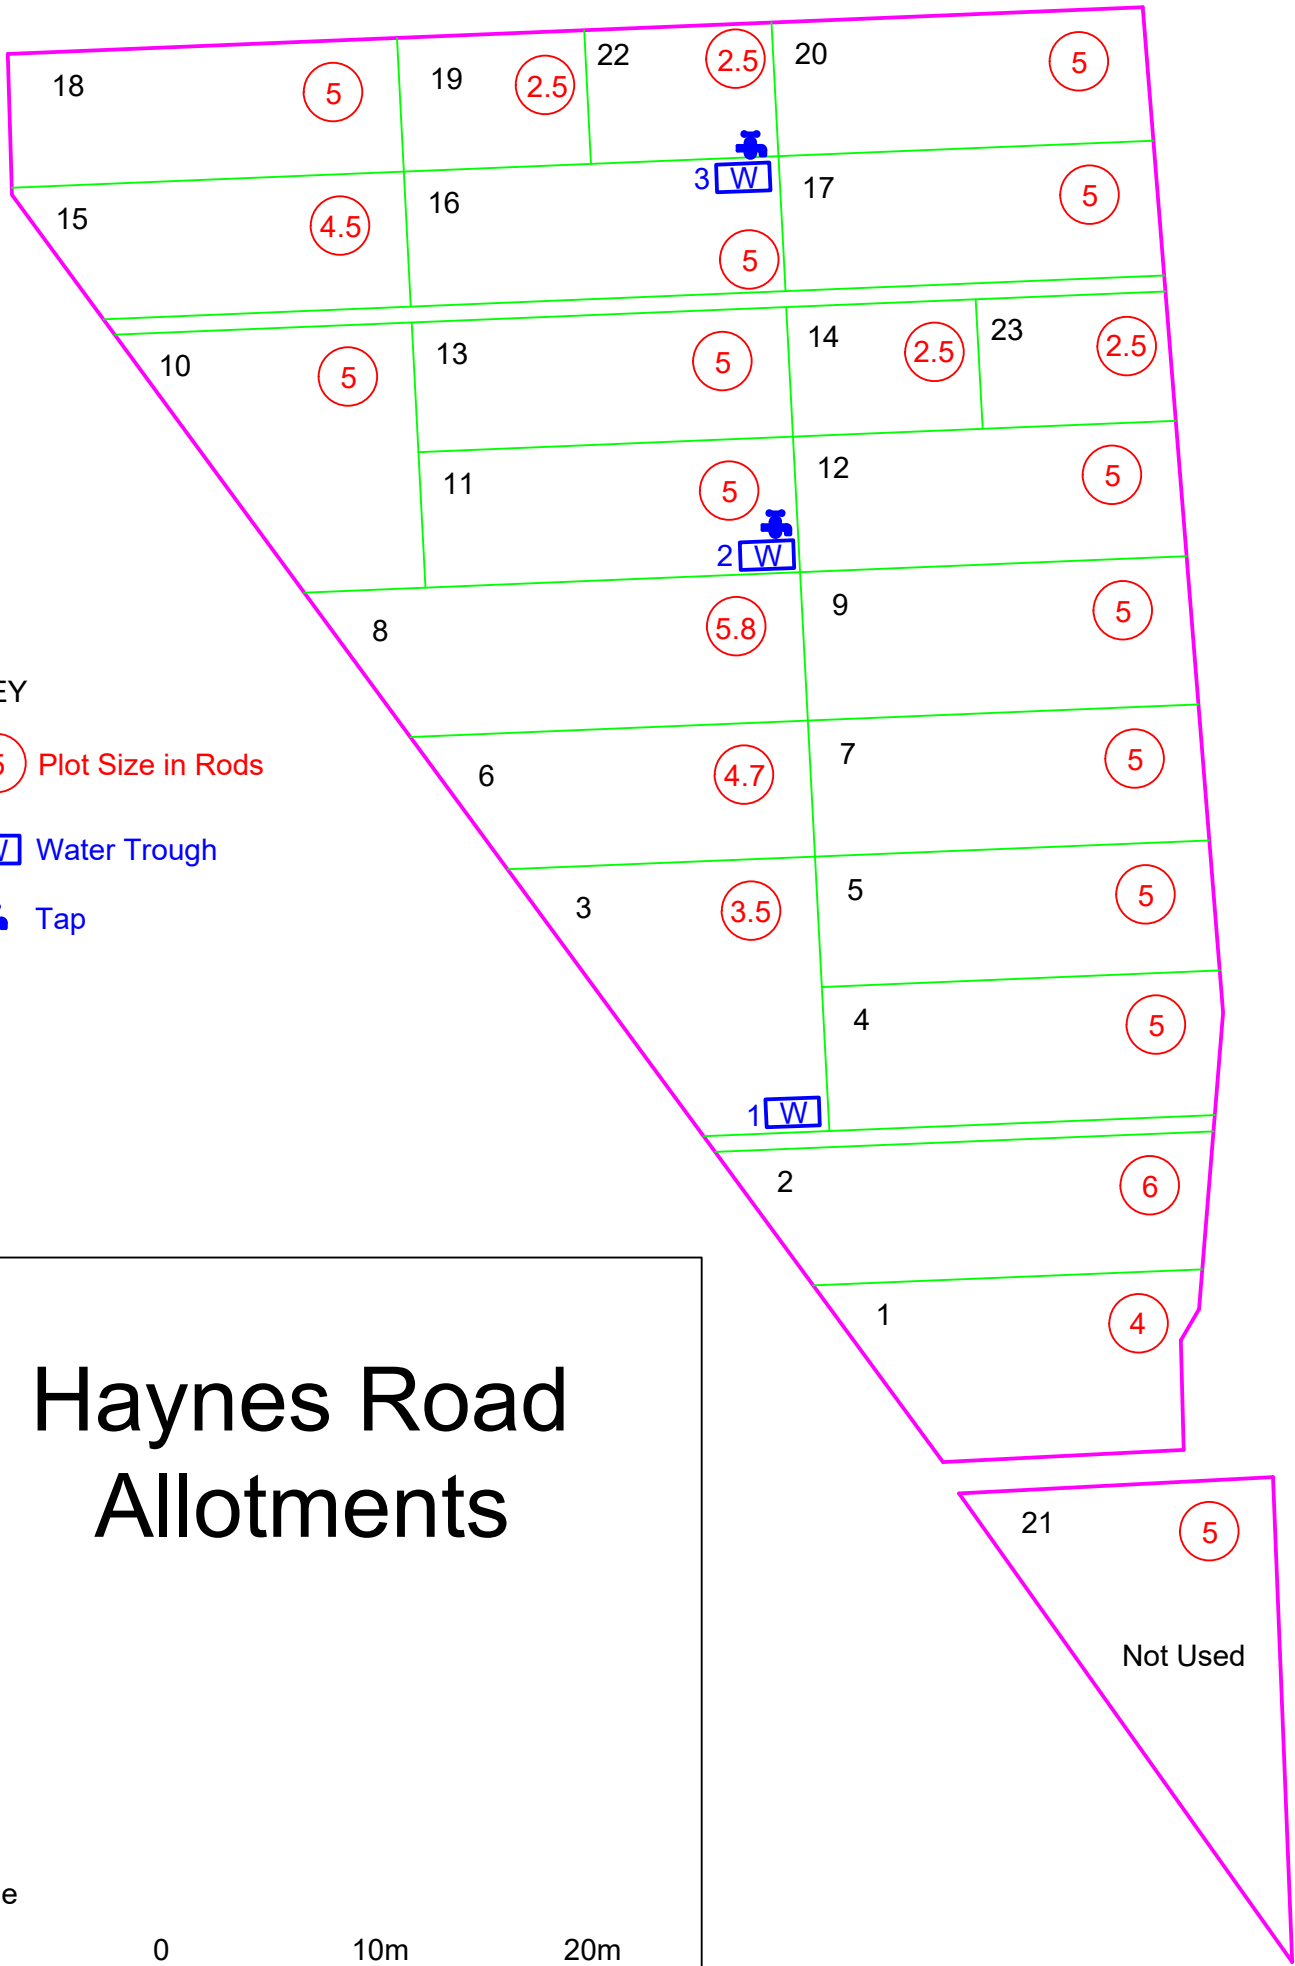 18 5 19 2.5 22 2.5 20 5
15 4.5 16 5 3 W 17 5
10 5 13 5 14 2.5 23 2.5
11 5 2 W 12 5
8 5.8 9 5
6 4.7 7 5
3 3.5 5 5
4 5
1 W
2 6
1 4
21 5
Not Used
EY
5 Plot Size in Rods
W Water Trough
Tap
Haynes Road
Allotments
e
0 10m 20m